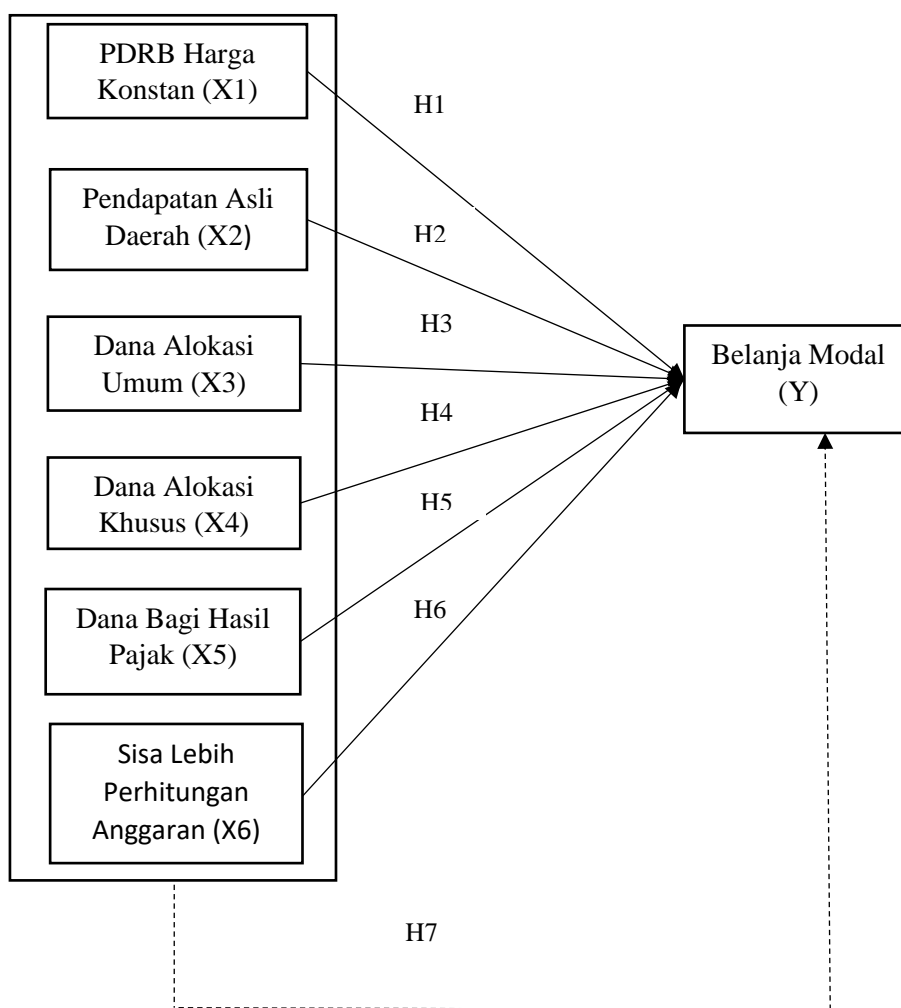 PDRB Harga
Konstan (X1)
H1
Pendapatan Asli
Daerah (X2)
H2
H3
Dana Alokasi
Umum (X3)
Belanja Modal
(Y)
H4
Dana Alokasi
Khusus (X4)
H5
Dana Bagi Hasil
Pajak (X5)
H6
Sisa Lebih
Perhitungan
Anggaran (X6)
H7